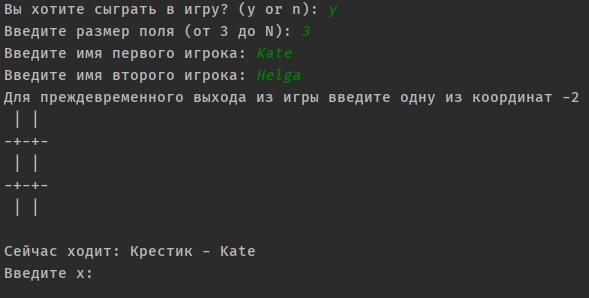 Вы хотите сыграть в игру? (y or n): y
Введите размер поля (от 3 до N): 3
Введите имя первого игрока: Kate
Введите имя второго игрока: Helga
Для преждевременного выхода из игры введите одну из координат -2
 | |
-+-+-
 | |
-+-+-
 | |
Сейчас ходит: Крестик - Kate
Введите x: